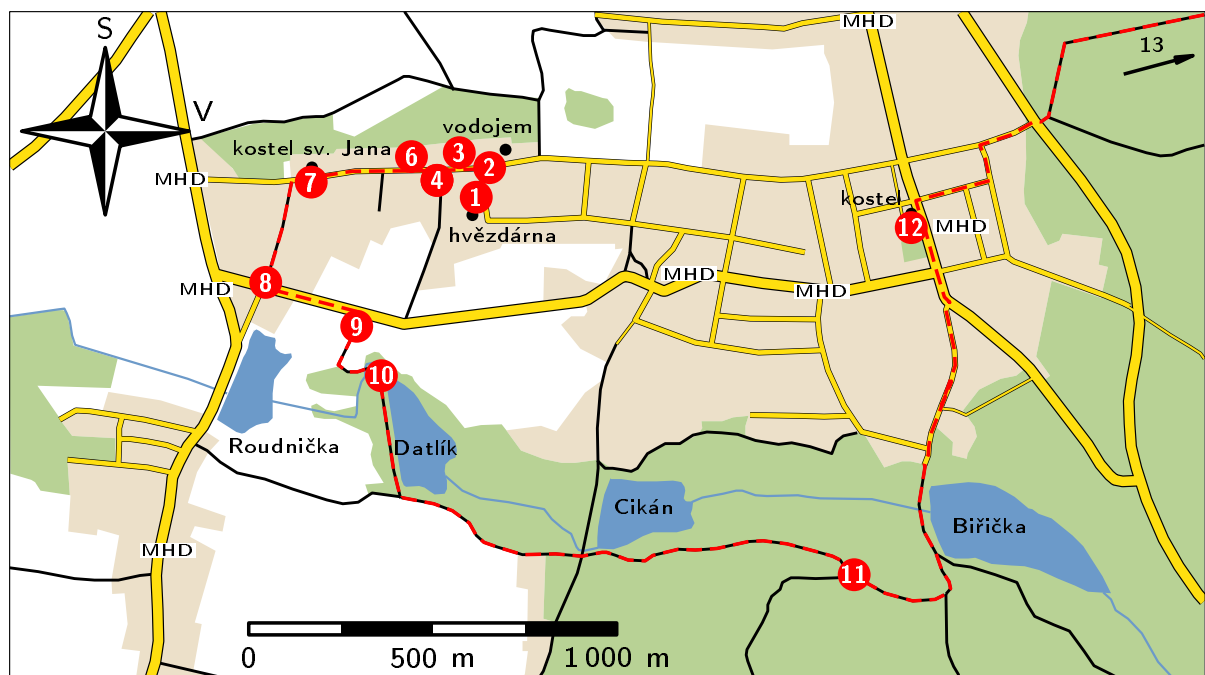 S
MHD
13
V
vodojem
kostel sv. Jana
6
3
2
MHD
7
4
1
kostel
hvězdárna
12
MHD
MHD
8
MHD
MHD
9
10
Roudnička
Datlík
Cikán
Biřička
MHD
11
0
500 m
1 000 m